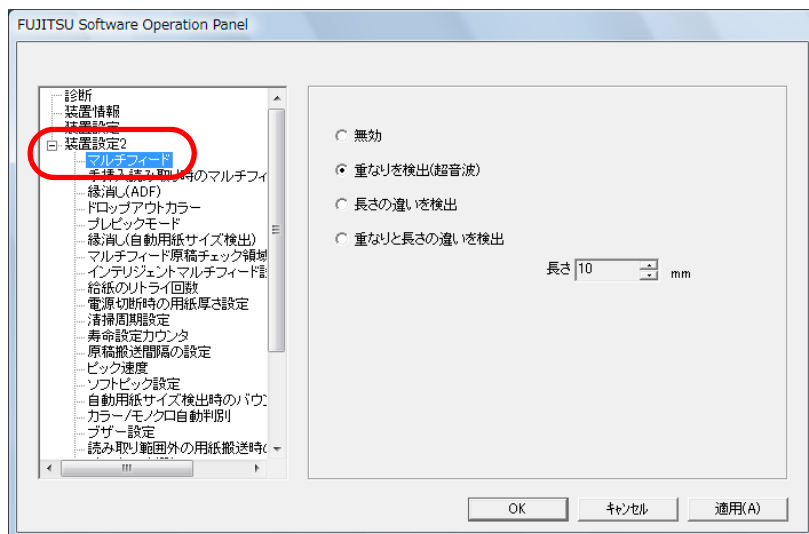 FUJITSU Software Operation Panel
診断
装置情報
装置設定
装置設定2
マルチフィード
手挿入読み取り時のマルチフィ
縁消し(ADF)
ドロップアウトカラー
プレピックモード
縁消し(自動用紙サイズ検出)
マルチフィード原稿チェック領域
インテリジェントマルチフィード
給紙のリトライ回数
電源切断時の用紙厚さ設定
清掃周期設定
寿命設定カウンタ
原稿搬送間隔の設定
ピック速度
ソフトピック設定
自動用紙サイズ検出時のバウ
カラー/モノクロ自動判別
ブザー設定
読み取り範囲外の用紙搬送時
無効
重なりを検出(超音波)
長さの違いを検出
重なりと長さの違いを検出
長さ 10 mm
OK キャンセル 適用(A)